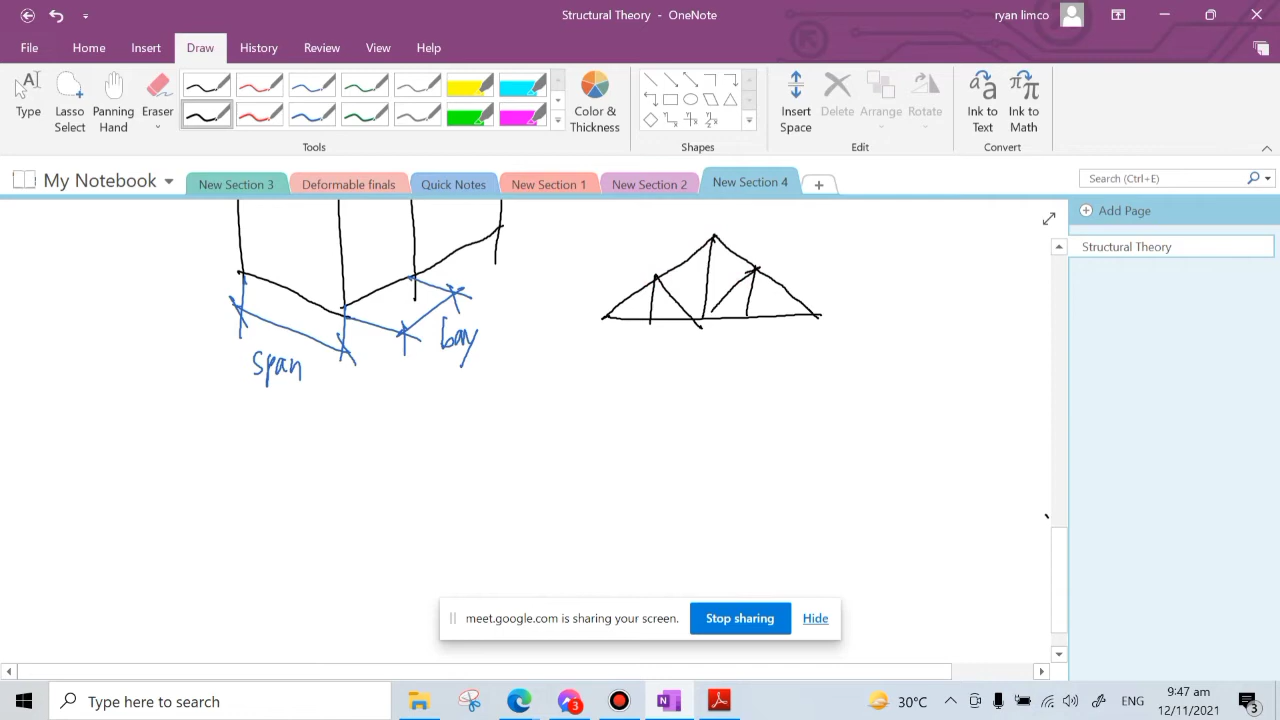 Structural Theory - OneNote
ryan limco
File Home Insert Draw History Review View Help
Type
Lasso Select
Panning Hand
Eraser
Color & Thickness
Insert Space
Delete
Arrange
Rotate
Ink to Text
Ink to Math
Tools
Shapes
Edit
Convert
My Notebook
New Section 3
Deformable finals
Quick Notes
New Section 1
New Section 2
New Section 4
Search (Ctrl+E)
Add Page
Structural Theory
bay
span
meet.google.com is sharing your screen.
Stop sharing
Hide
Type here to search
3
30°C
ENG
9:47 am
12/11/2021
3